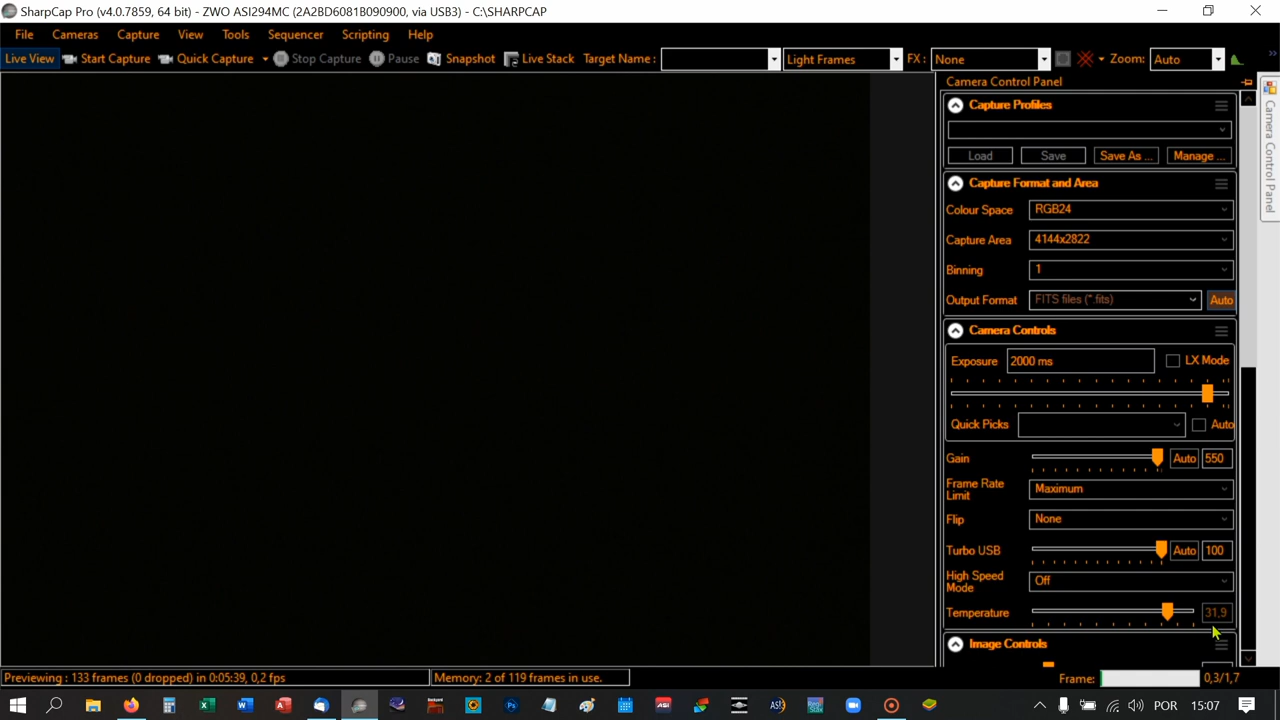 SharpCap Pro (v4.0.7859, 64 bit) - ZWO ASI294MC (2A2BD6081B090900, via USB3) - C:\SHARPCAP
File Cameras Capture View Tools Sequencer Scripting Help
Live View Start Capture Quick Capture Stop Capture Pause Snapshot Live Stack Target Name : Light Frames FX : None Zoom: Auto
Camera Control Panel
Camera Control Panel
Capture Profiles
Load Save Save As ... Manage ...
Capture Format and Area
Colour Space RGB24
Capture Area 4144x2822
Binning 1
Output Format FITS files (*.fits) Auto
Camera Controls
Exposure 2000 ms LX Mode
Quick Picks Auto
Gain Auto 550
Frame Rate Limit Maximum
Flip None
Turbo USB Auto 100
High Speed Mode Off
Temperature 31,9
Image Controls
Previewing : 133 frames (0 dropped) in 0:05:39, 0,2 fps Memory: 2 of 119 frames in use. Frame: 0,3/1,7
POR 15:07